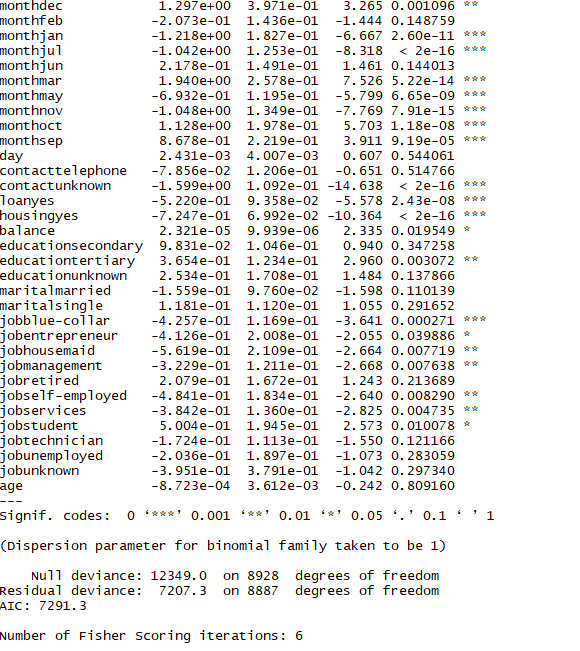 monthdec 1.297e+00 3.971e-01 3.265 0.001096 **
monthfeb -2.073e-01 1.436e-01 -1.444 0.148759
monthjan -1.218e+00 1.827e-01 -6.667 2.60e-11 ***
monthjul -1.042e+00 1.253e-01 -8.318 < 2e-16 ***
monthjun 2.178e-01 1.491e-01 1.461 0.144013
monthmar 1.940e+00 2.578e-01 7.526 5.22e-14 ***
monthmay -6.932e-01 1.195e-01 -5.799 6.65e-09 ***
monthnov -1.048e+00 1.349e-01 -7.769 7.91e-15 ***
monthoct 1.128e+00 1.978e-01 5.703 1.18e-08 ***
monthsep 8.678e-01 2.219e-01 3.911 9.19e-05 ***
day 2.431e-03 4.007e-03 0.607 0.544061
contacttelephone -7.856e-02 1.206e-01 -0.651 0.514766
contactunknown -1.599e+00 1.092e-01 -14.638 < 2e-16 ***
loanyes -5.220e-01 9.358e-02 -5.578 2.43e-08 ***
housingyes -7.247e-01 6.992e-02 -10.364 < 2e-16 ***
balance 2.321e-05 9.939e-06 2.335 0.019549 *
educationsecondary 9.831e-02 1.046e-01 0.940 0.347258
educationtertiary 3.654e-01 1.234e-01 2.960 0.003072 **
educationunknown 2.534e-01 1.708e-01 1.484 0.137866
maritalmarried -1.559e-01 9.760e-02 -1.598 0.110139
maritalsingle 1.181e-01 1.120e-01 1.055 0.291652
jobblue-collar -4.257e-01 1.169e-01 -3.641 0.000271 ***
jobentrepreneur -4.126e-01 2.008e-01 -2.055 0.039886 *
jobhousemaid -5.619e-01 2.109e-01 -2.664 0.007719 **
jobmanagement -3.229e-01 1.211e-01 -2.668 0.007638 **
jobretired 2.079e-01 1.672e-01 1.243 0.213689
jobself-employed -4.841e-01 1.834e-01 -2.640 0.008290 **
jobservices -3.842e-01 1.360e-01 -2.825 0.004735 **
jobstudent 5.004e-01 1.945e-01 2.573 0.010078 *
jobtechnician -1.724e-01 1.113e-01 -1.550 0.121166
jobunemployed -2.036e-01 1.897e-01 -1.073 0.283059
jobunknown -3.951e-01 3.791e-01 -1.042 0.297340
age -8.723e-04 3.612e-03 -0.242 0.809160
---
Signif. codes: 0 ‘***’ 0.001 ‘**’ 0.01 ‘*’ 0.05 ‘.’ 0.1 ‘ ’ 1
(Dispersion parameter for binomial family taken to be 1)
Null deviance: 12349.0 on 8928 degrees of freedom
Residual deviance: 7207.3 on 8887 degrees of freedom
AIC: 7291.3
Number of Fisher Scoring iterations: 6